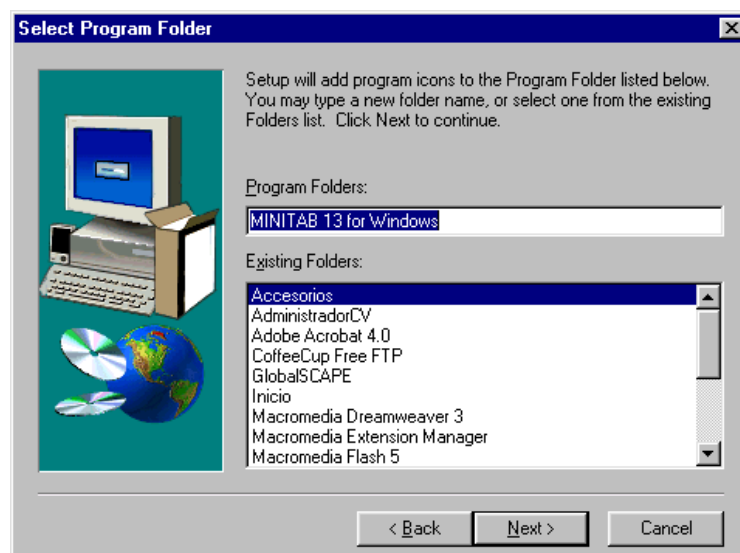 Select Program Folder
Setup will add program icons to the Program Folder listed below.
You may type a new folder name, or select one from the existing
Folders list. Click Next to continue.
Program Folders:
MINITAB 13 for Windows
Existing Folders:
Accesorios
AdministradorCV
Adobe Acrobat 4.0
CoffeeCup Free FTP
GlobalSCAPE
Inicio
Macromedia Dreamweaver 3
Macromedia Extension Manager
Macromedia Flash 5
< Back
Next >
Cancel